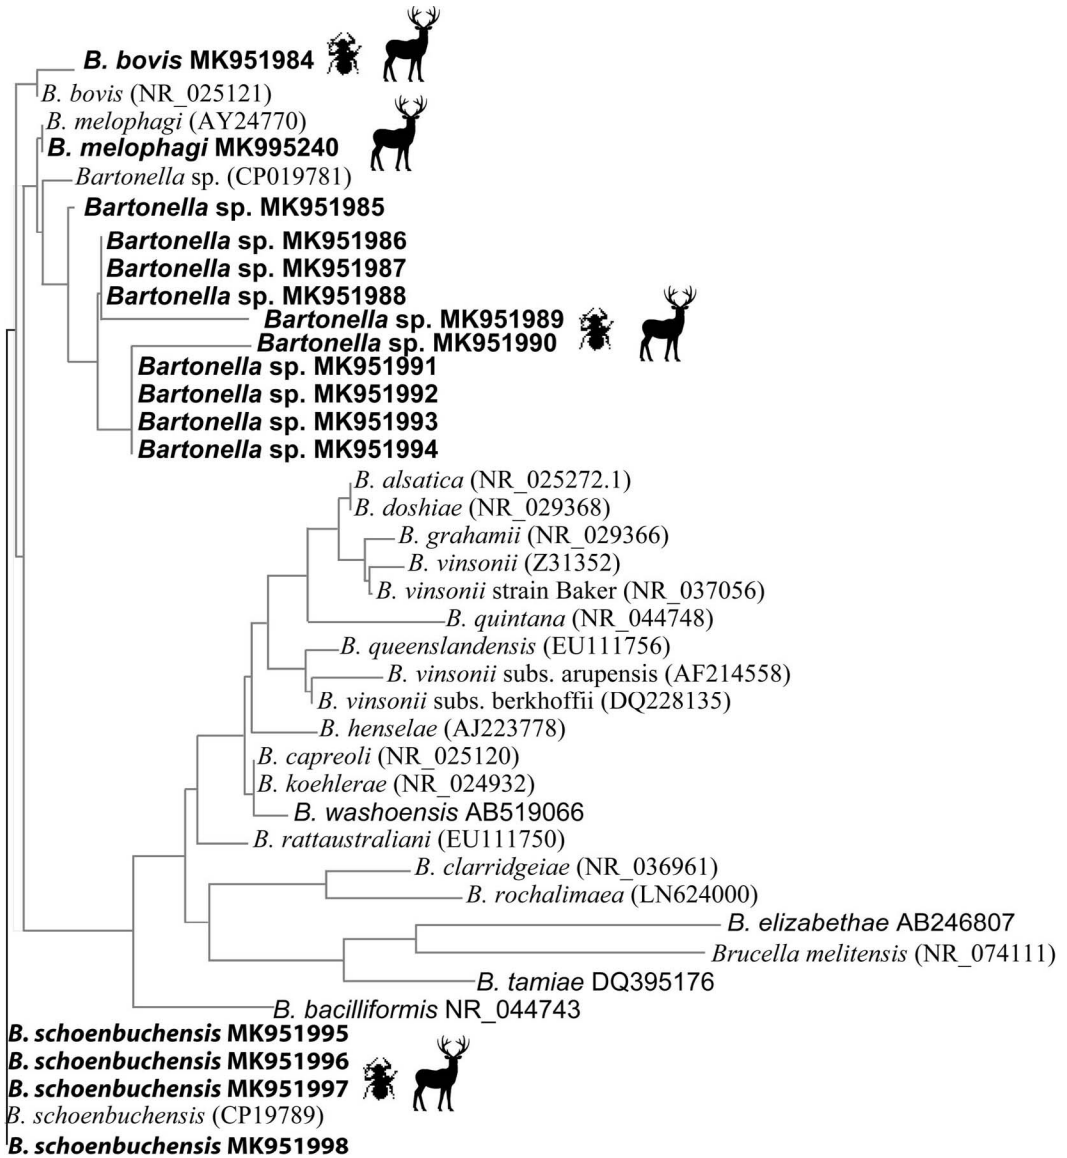 B. bovis MK951984
B. bovis (NR_025121)
B. melophagi (AY24770)
B. melophagi MK995240
Bartonella sp. (CP019781)
Bartonella sp. MK951985
Bartonella sp. MK951986
Bartonella sp. MK951987
Bartonella sp. MK951988
Bartonella sp. MK951989
Bartonella sp. MK951990
Bartonella sp. MK951991
Bartonella sp. MK951992
Bartonella sp. MK951993
Bartonella sp. MK951994
B. alsatica (NR_025272.1)
B. doshiae (NR_029368)
B. grahamii (NR_029366)
B. vinsonii (Z31352)
B. vinsonii strain Baker (NR_037056)
B. quintana (NR_044748)
B. queenslandensis (EU111756)
B. vinsonii subs. arupensis (AF214558)
B. vinsonii subs. berkhoffii (DQ228135)
B. henselae (AJ223778)
B. capreoli (NR_025120)
B. koehlerae (NR_024932)
B. washoensis AB519066
B. rattaustraliani (EU111750)
B. clarridgeiae (NR_036961)
B. rochalimaea (LN624000)
B. elizabethae AB246807
Brucella melitensis (NR_074111)
B. tamiae DQ395176
B. bacilliformis NR_044743
B. schoenbuchensis MK951995
B. schoenbuchensis MK951996
B. schoenbuchensis MK951997
B. schoenbuchensis (CP19789)
B. schoenbuchensis MK951998